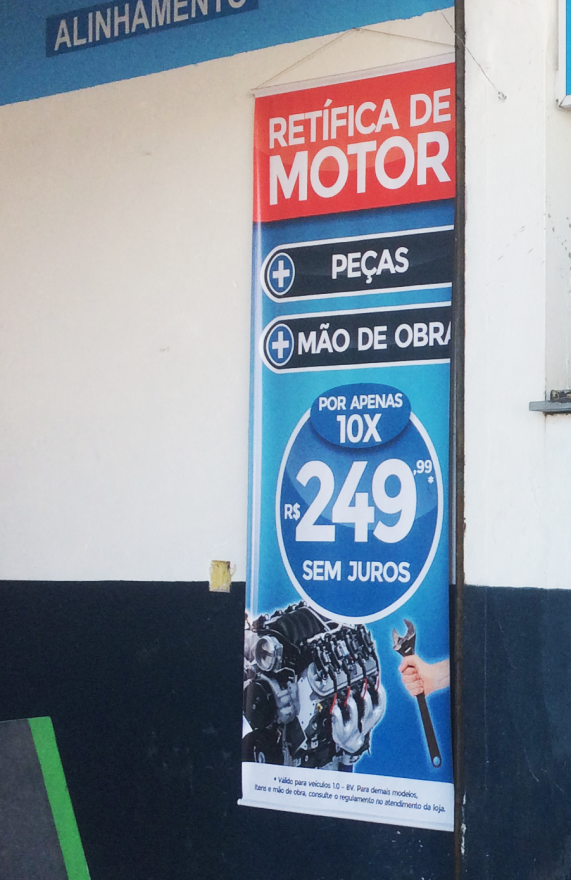 ALINHAMENTO
RETÍFICA DE
MOTOR
+ PEÇAS
+ MÃO DE OBRA
POR APENAS
10X
R$ 249,99*
SEM JUROS
* Válido para veículos 1.0 - 8V. Para demais modelos,
itens e mão de obra, consulte o regulamento no atendimento da loja.